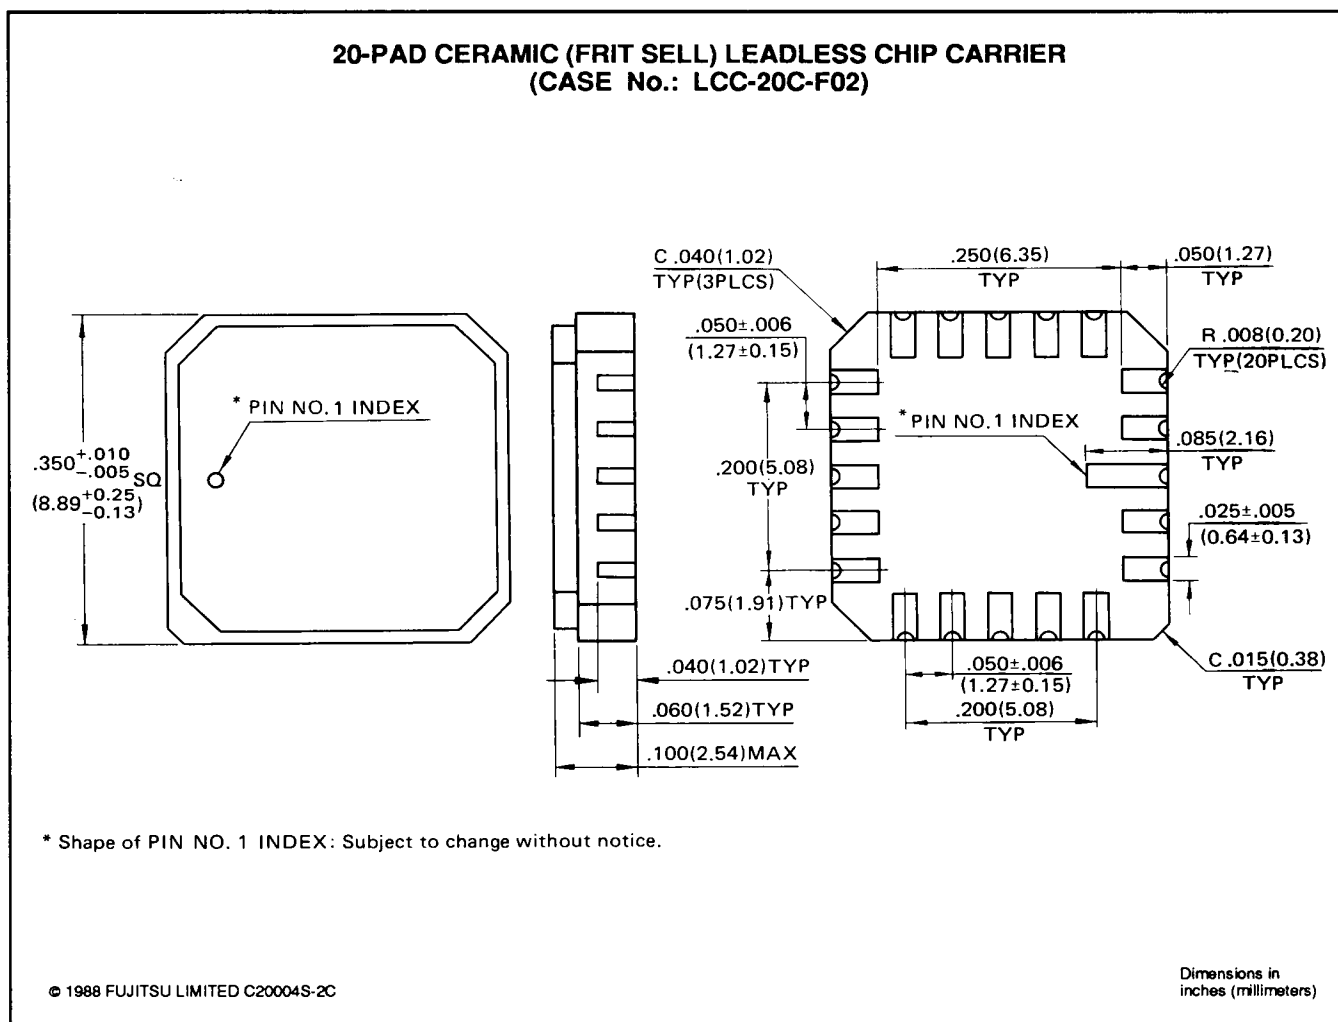 20-PAD CERAMIC (FRIT SELL) LEADLESS CHIP CARRIER
(CASE No.: LCC-20C-F02)
C .040(1.02)
TYP(3PLCS)
.250(6.35)
TYP
.050(1.27)
TYP
.050±.006
(1.27±0.15)
R .008(0.20)
TYP(20PLCS)
* PIN NO. 1 INDEX
* PIN NO. 1 INDEX
.085(2.16)
TYP
.350+.010
-.005 SQ
(8.89+0.25
-0.13)
.200(5.08)
TYP
.025±.005
(0.64±0.13)
.075(1.91)TYP
.040(1.02)TYP
.050±.006
(1.27±0.15)
C .015(0.38)
TYP
.060(1.52)TYP
.200(5.08)
TYP
.100(2.54)MAX
* Shape of PIN NO. 1 INDEX: Subject to change without notice.
© 1988 FUJITSU LIMITED C20004S-2C
Dimensions in
inches (millimeters)